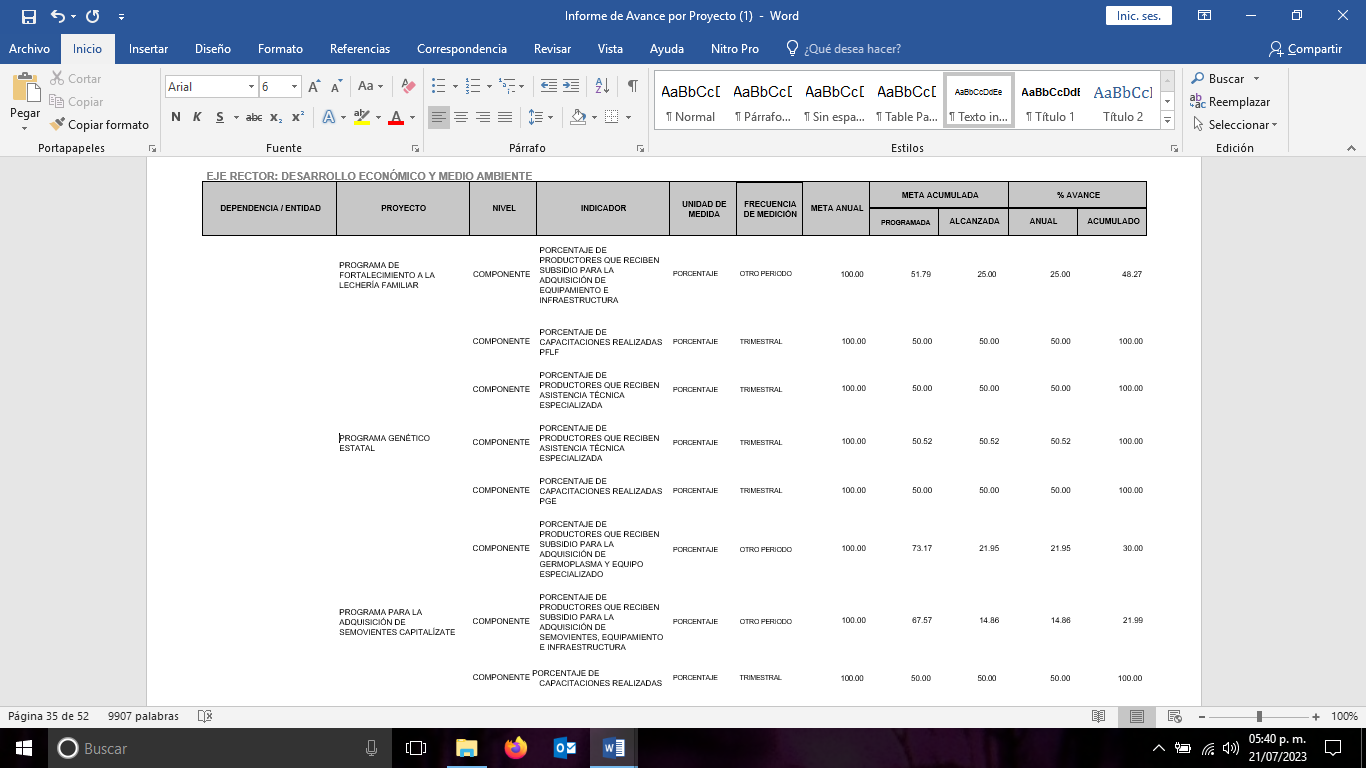 Informe de Avance por Proyecto (1) - Word
Inic. ses.
Archivo Inicio Insertar Diseño Formato Referencias Correspondencia Revisar Vista Ayuda Nitro Pro ¿Qué desea hacer? Compartir
Pegar
Cortar
Copiar
Copiar formato
Portapapeles
Arial 6
N K S abc x₂ x²
Fuente
Párrafo
AaBbCcD AaBbCcD AaBbCcD AaBbCcD AaBbCcDdEe AaBbCcDdE AaBbCcI
¶ Normal ¶ Párrafo... ¶ Sin espa... ¶ Table Pa... ¶ Texto in... ¶ Título 1 Título 2
Estilos
Buscar
Reemplazar
Seleccionar
Edición
EJE RECTOR: DESARROLLO ECONÓMICO Y MEDIO AMBIENTE
DEPENDENCIA / ENTIDAD PROYECTO NIVEL INDICADOR UNIDAD DE MEDIDA FRECUENCIA DE MEDICIÓN META ANUAL META ACUMULADA % AVANCE
PROGRAMADA ALCANZADA ANUAL ACUMULADO
PROGRAMA DE
FORTALECIMIENTO A LA
LECHERÍA FAMILIAR
COMPONENTE
PORCENTAJE DE
PRODUCTORES QUE RECIBEN
SUBSIDIO PARA LA
ADQUISICIÓN DE
EQUIPAMIENTO E
INFRAESTRUCTURA
PORCENTAJE OTRO PERIODO 100.00 51.79 25.00 25.00 48.27
COMPONENTE
PORCENTAJE DE
CAPACITACIONES REALIZADAS
PFLF
PORCENTAJE TRIMESTRAL 100.00 50.00 50.00 50.00 100.00
COMPONENTE
PORCENTAJE DE
PRODUCTORES QUE RECIBEN
ASISTENCIA TÉCNICA
ESPECIALIZADA
PORCENTAJE TRIMESTRAL 100.00 50.00 50.00 50.00 100.00
PROGRAMA GENÉTICO
ESTATAL
COMPONENTE
PORCENTAJE DE
PRODUCTORES QUE RECIBEN
ASISTENCIA TÉCNICA
ESPECIALIZADA
PORCENTAJE TRIMESTRAL 100.00 50.52 50.52 50.52 100.00
COMPONENTE
PORCENTAJE DE
CAPACITACIONES REALIZADAS
PGE
PORCENTAJE TRIMESTRAL 100.00 50.00 50.00 50.00 100.00
COMPONENTE
PORCENTAJE DE
PRODUCTORES QUE RECIBEN
SUBSIDIO PARA LA
ADQUISICIÓN DE
GERMOPLASMA Y EQUIPO
ESPECIALIZADO
PORCENTAJE OTRO PERIODO 100.00 73.17 21.95 21.95 30.00
PROGRAMA PARA LA
ADQUISICIÓN DE
SEMOVIENTES CAPITALÍZATE
COMPONENTE
PORCENTAJE DE
PRODUCTORES QUE RECIBEN
SUBSIDIO PARA LA
ADQUISICIÓN DE
SEMOVIENTES, EQUIPAMIENTO
E INFRAESTRUCTURA
PORCENTAJE OTRO PERIODO 100.00 67.57 14.86 14.86 21.99
COMPONENTE
PORCENTAJE DE
CAPACITACIONES REALIZADAS
PORCENTAJE TRIMESTRAL 100.00 50.00 50.00 50.00 100.00
Página 35 de 52 9907 palabras 100%
Buscar
05:40 p. m.
21/07/2023